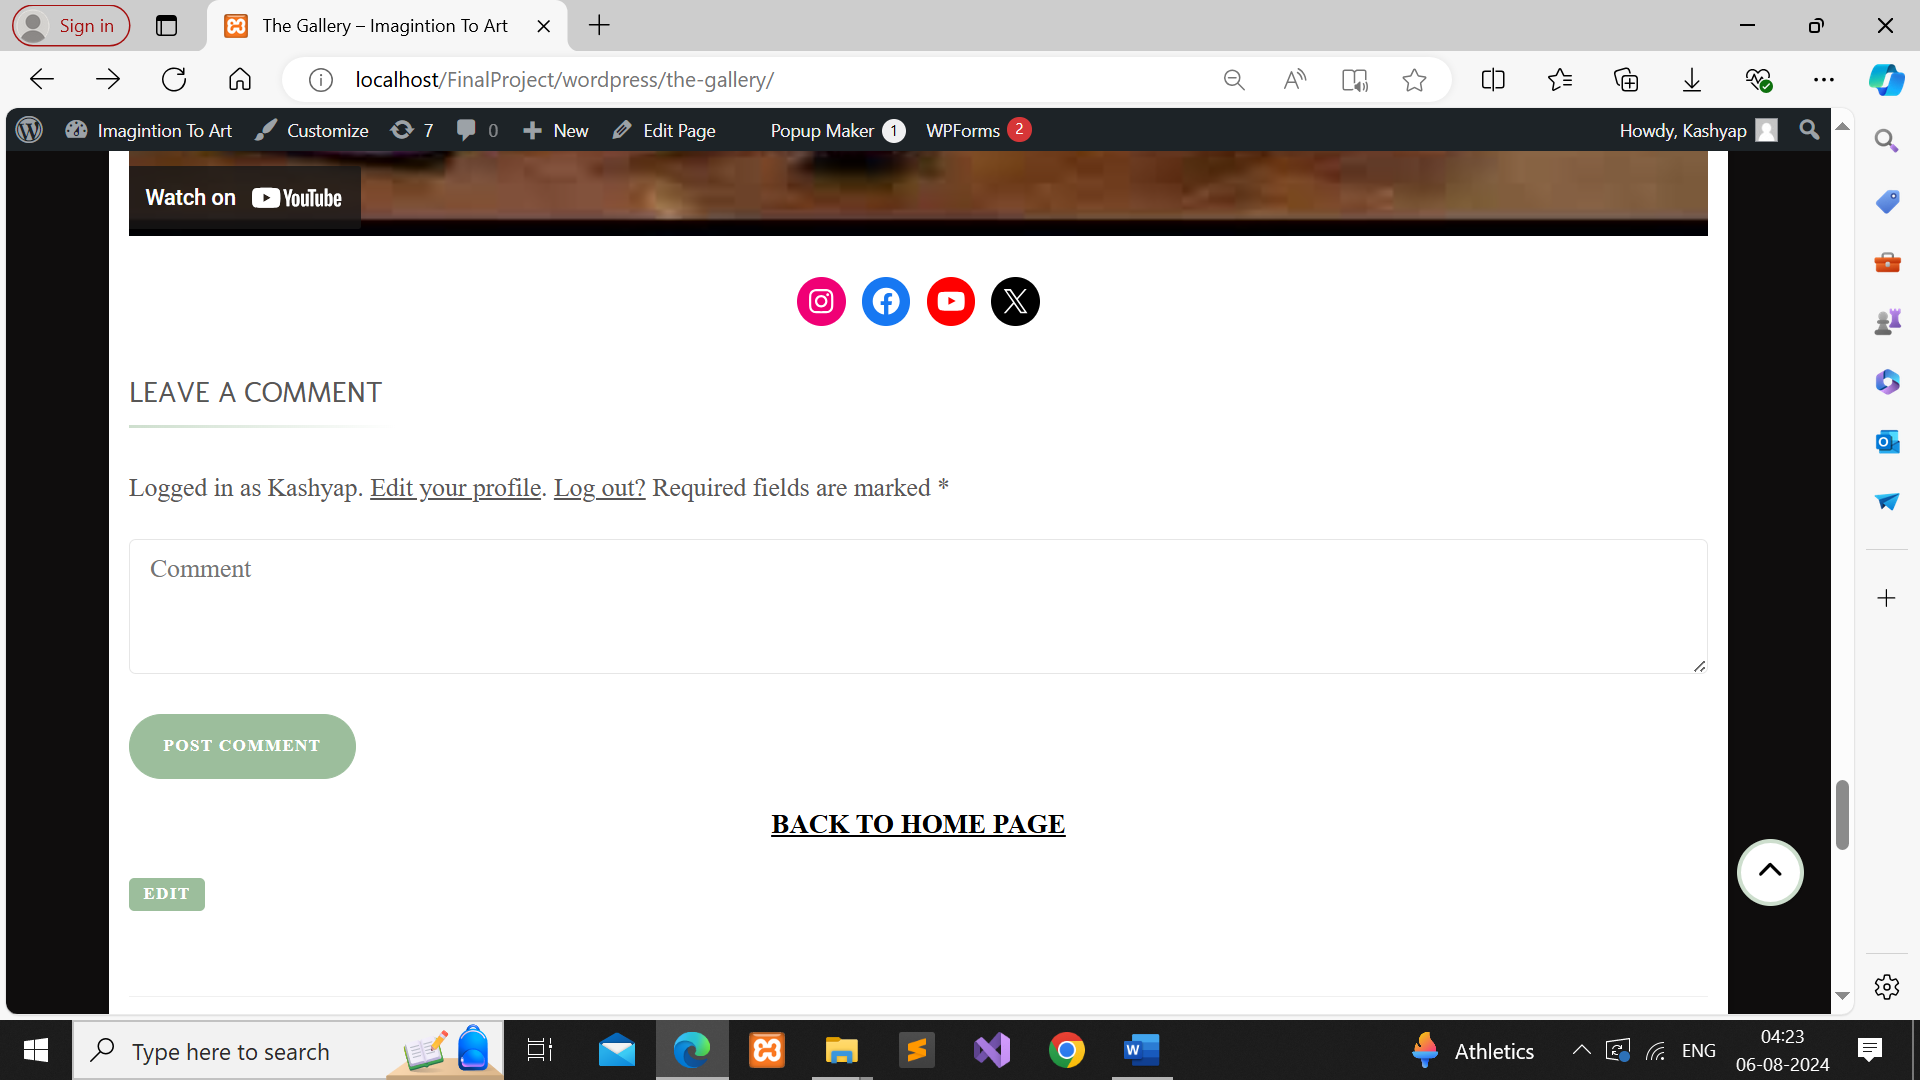 Sign in
The Gallery – Imagintion To Art
localhost/FinalProject/wordpress/the-gallery/
Imagintion To Art Customize 7 0 New Edit Page Popup Maker 1 WPForms 2 Howdy, Kashyap
Watch on YouTube
LEAVE A COMMENT
Logged in as Kashyap. Edit your profile. Log out? Required fields are marked *
Comment
POST COMMENT
BACK TO HOME PAGE
EDIT
Type here to search
Athletics
ENG
04:23
06-08-2024